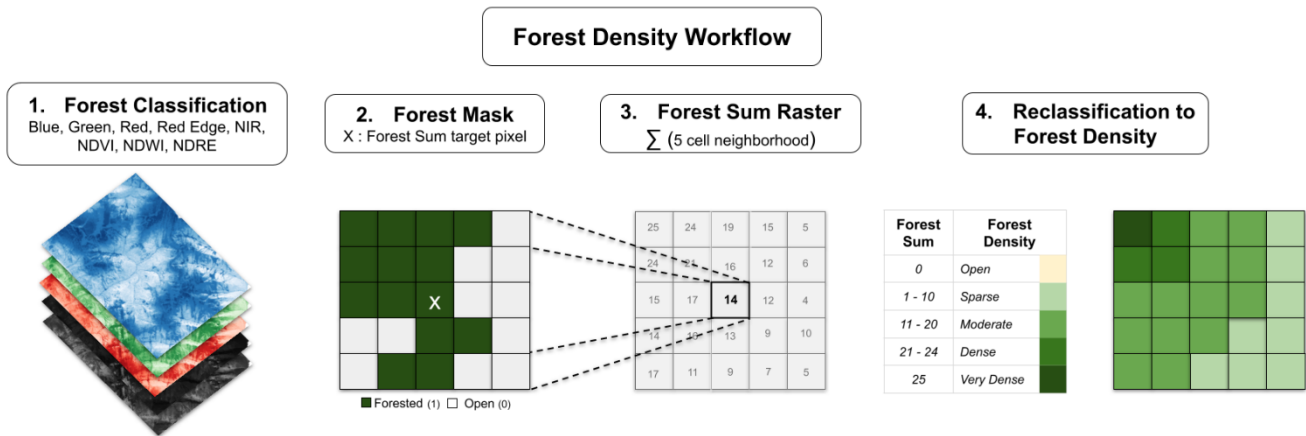 Forest Density Workflow
1. Forest Classification
Blue, Green, Red, Red Edge, NIR,
NDVI, NDWI, NDRE
2. Forest Mask
X : Forest Sum target pixel
X
■ Forested (1) □ Open (0)
3. Forest Sum Raster
∑ (5 cell neighborhood)
25 24 19 15 5
24 21 16 12 6
15 17 14 12 4
14 13 9 10
17 11 9 7 5
4. Reclassification to
Forest Density
Forest Sum Forest Density
0 Open
1 - 10 Sparse
11 - 20 Moderate
21 - 24 Dense
25 Very Dense